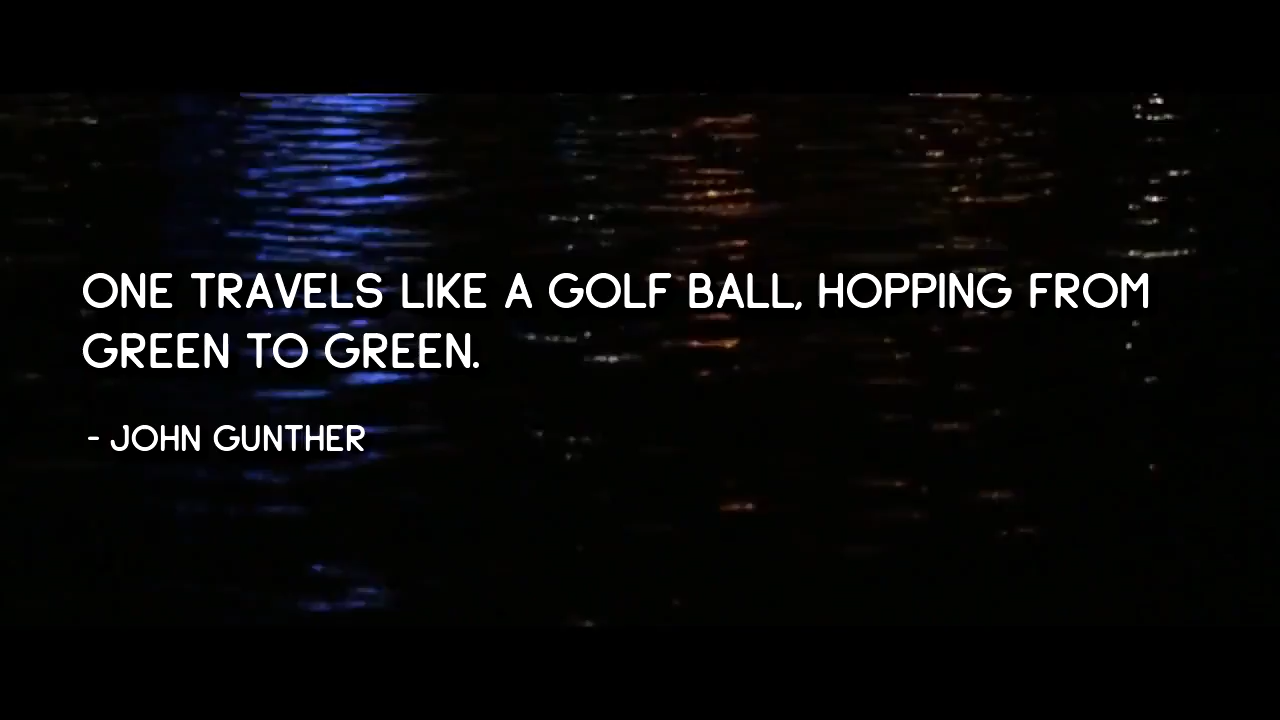 ONE TRAVELS LIKE A GOLF BALL, HOPPING FROM
GREEN TO GREEN.
- JOHN GUNTHER